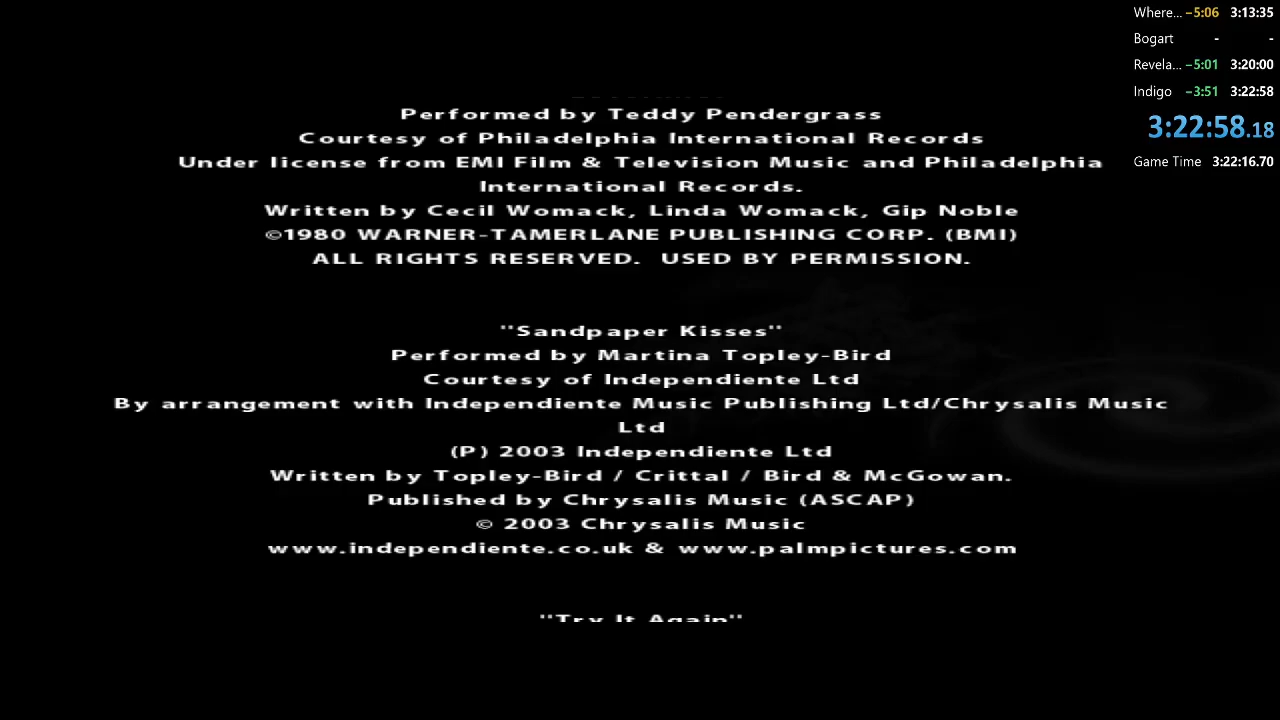 Where... −5:06 3:13:35
Bogart - -
Revela... −5:01 3:20:00
Indigo −3:51 3:22:58
3:22:58.18
Game Time 3:22:16.70
Performed by Teddy Pendergrass
Courtesy of Philadelphia International Records
Under license from EMI Film & Television Music and Philadelphia
International Records.
Written by Cecil Womack, Linda Womack, Gip Noble
©1980 WARNER-TAMERLANE PUBLISHING CORP. (BMI)
ALL RIGHTS RESERVED. USED BY PERMISSION.
"Sandpaper Kisses"
Performed by Martina Topley-Bird
Courtesy of Independiente Ltd
By arrangement with Independiente Music Publishing Ltd/Chrysalis Music
Ltd
(P) 2003 Independiente Ltd
Written by Topley-Bird / Crittal / Bird & McGowan.
Published by Chrysalis Music (ASCAP)
© 2003 Chrysalis Music
www.independiente.co.uk & www.palmpictures.com
"Try It Again"